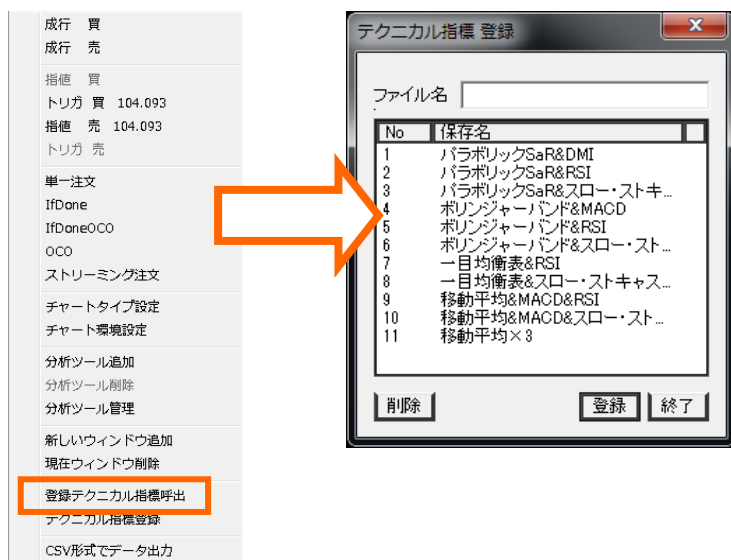 成行 買
成行 売
指値 買
トリガ 買 104.093
指値 売 104.093
トリガ 売
単一注文
IfDone
IfDoneOCO
OCO
ストリーミング注文
チャートタイプ設定
チャート環境設定
分析ツール追加
分析ツール削除
分析ツール管理
新しいウィンドウ追加
現在ウィンドウ削除
登録テクニカル指標呼出
テクニカル指標登録
CSV形式でデータ出力
テクニカル指標 登録
ファイル名
No 保存名
1 パラボリックSaR&DMI
2 パラボリックSaR&RSI
3 パラボリックSaR&スロー・ストキ...
4 ボリンジャーバンド&MACD
5 ボリンジャーバンド&RSI
6 ボリンジャーバンド&スロー・スト...
7 一目均衡表&RSI
8 一目均衡表&スロー・ストキャス...
9 移動平均&MACD&RSI
10 移動平均&MACD&スロー・スト...
11 移動平均×3
削除 登録 終了